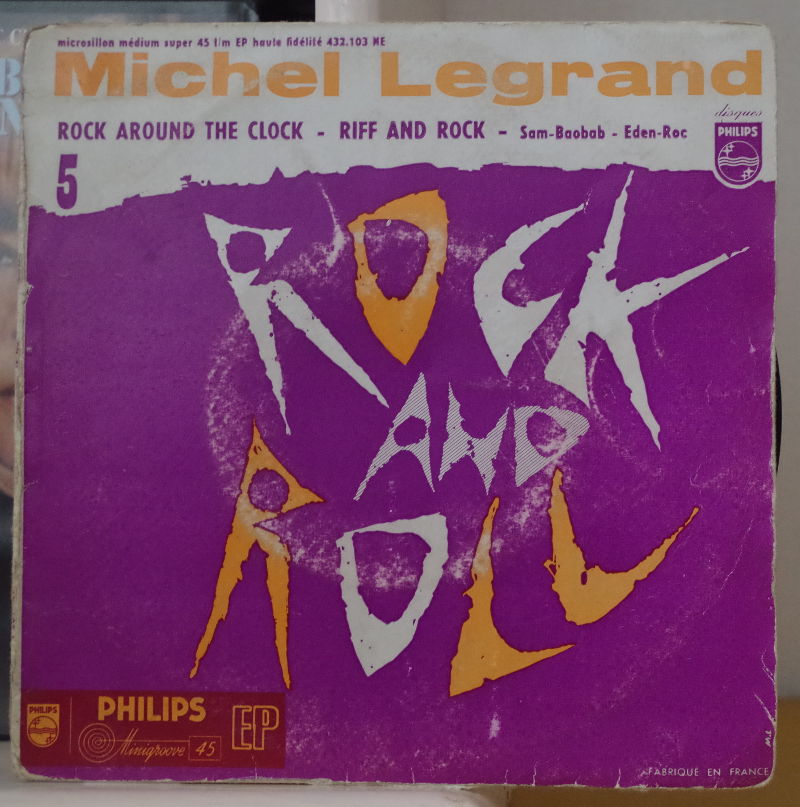 microsillon médium super 45 t/m EP haute fidélité 432.103 NE
Michel Legrand
ROCK AROUND THE CLOCK - RIFF AND ROCK - Sam-Baobab - Eden-Roc
disques
PHILIPS
5
ROCK
AND
ROLL
PHILIPS
PHILIPS
Minigroove 45
EP
FABRIQUÉ EN FRANCE